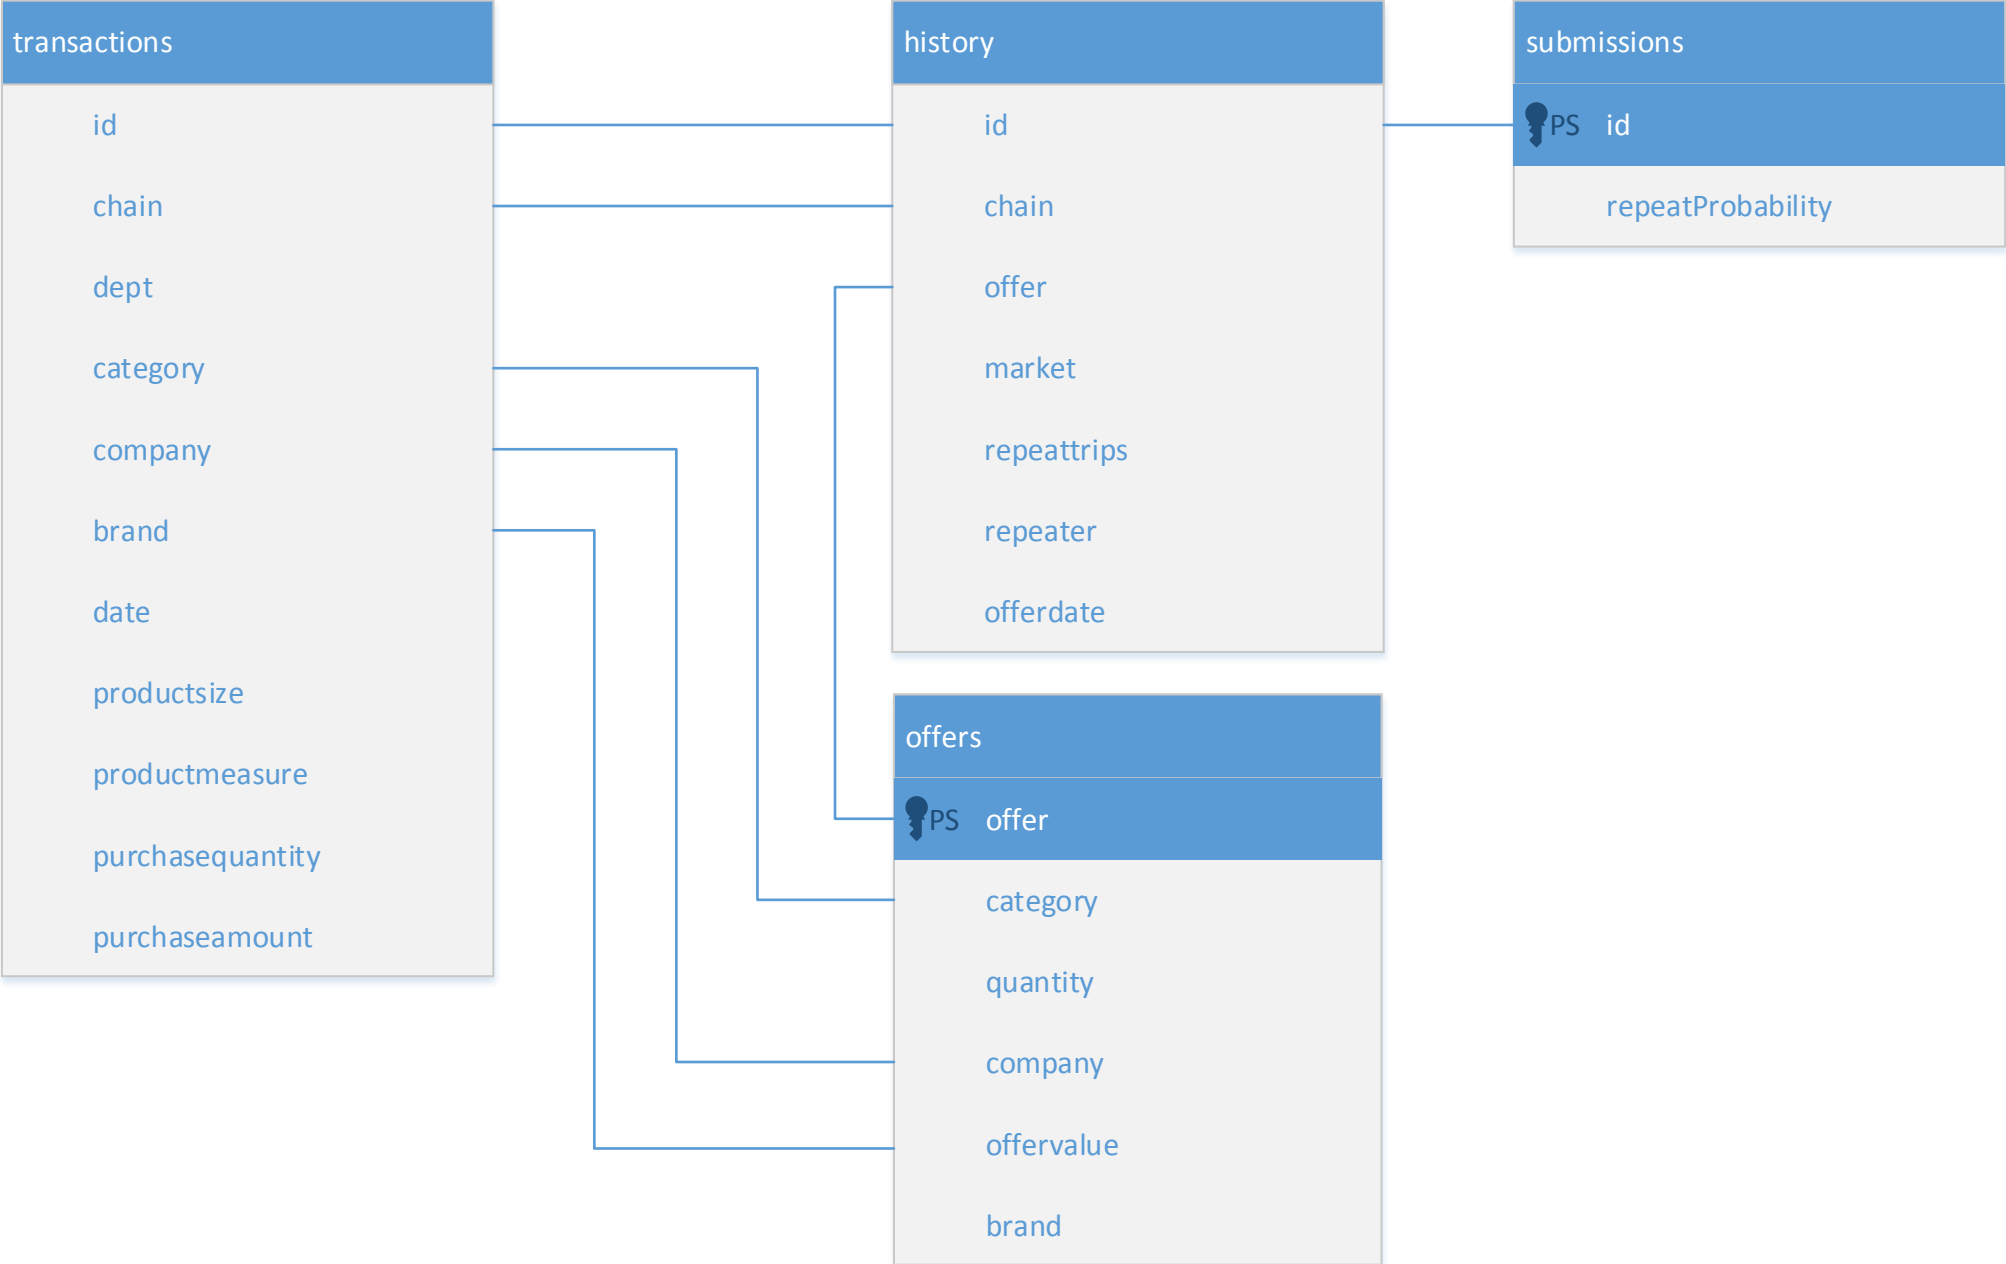 transactions
id
chain
dept
category
company
brand
date
productsize
productmeasure
purchasequantity
purchaseamount
history
id
chain
offer
market
repeattrips
repeater
offerdate
submissions
PS id
repeatProbability
offers
PS offer
category
quantity
company
offervalue
brand